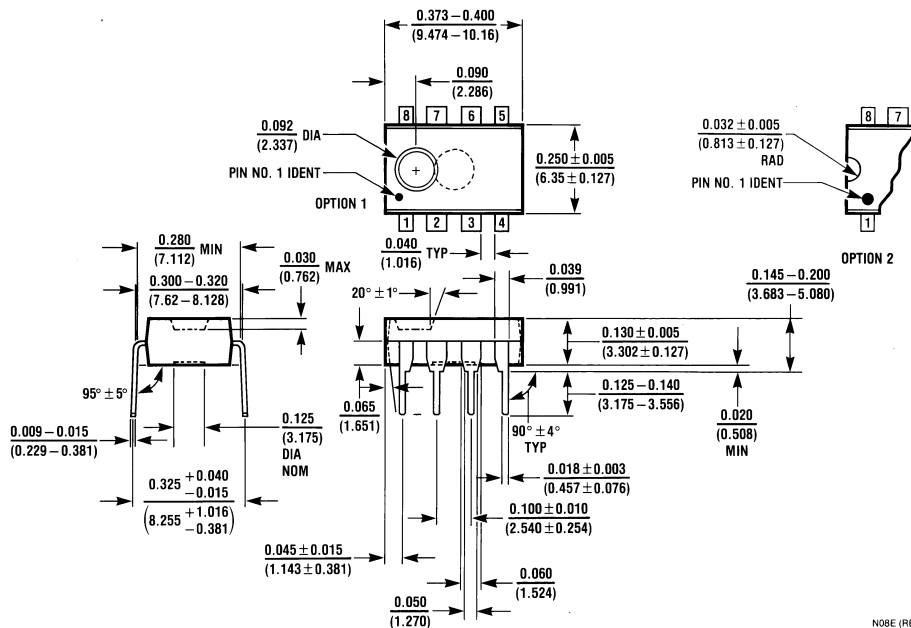 0.373 – 0.400
(9.474 – 10.16)
0.090
(2.286)
8 7 6 5
0.092 DIA
(2.337)
PIN NO. 1 IDENT
OPTION 1
+
0.250 ± 0.005
(6.35 ± 0.127)
1 2 3 4
0.032 ± 0.005
(0.813 ± 0.127)
RAD
PIN NO. 1 IDENT
8 7
1
OPTION 2
0.280 MIN
(7.112)
0.300 – 0.320
(7.62 – 8.128)
0.030 MAX
(0.762)
0.040 TYP
(1.016)
0.039
(0.991)
20° ± 1°
0.145 – 0.200
(3.683 – 5.080)
0.130 ± 0.005
(3.302 ± 0.127)
0.125 – 0.140
(3.175 – 3.556)
0.020
(0.508)
MIN
95° ± 5°
0.065
(1.651)
90° ± 4°
TYP
0.009 – 0.015
(0.229 – 0.381)
0.125
(3.175)
DIA
NOM
0.018 ± 0.003
(0.457 ± 0.076)
0.325 +0.040
−0.015
(8.255 +1.016
−0.381)
0.100 ± 0.010
(2.540 ± 0.254)
0.045 ± 0.015
(1.143 ± 0.381)
0.060
(1.524)
0.050
(1.270)
N08E